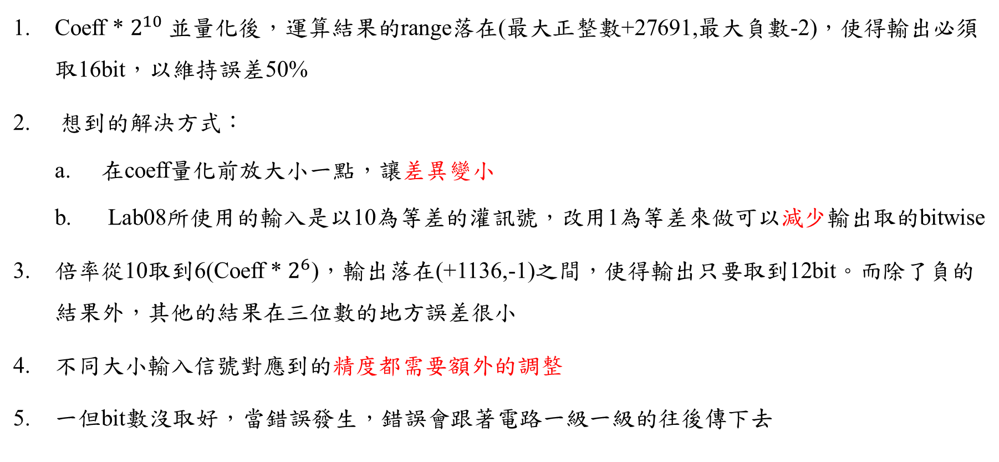 1. Coeff * 2¹⁰ 並量化後，運算結果的range落在(最大正整數+27691,最大負數-2)，使得輸出必須
取16bit，以維持誤差50%
2. 想到的解決方式：
a. 在coeff量化前放大小一點，讓差異變小
b. Lab08所使用的輸入是以10為等差的灌訊號，改用1為等差來做可以減少輸出取的bitwise
3. 倍率從10取到6(Coeff * 2⁶)，輸出落在(+1136,-1)之間，使得輸出只要取到12bit。而除了負的
結果外，其他的結果在三位數的地方誤差很小
4. 不同大小輸入信號對應到的精度都需要額外的調整
5. 一但bit數沒取好，當錯誤發生，錯誤會跟著電路一級一級的往後傳下去